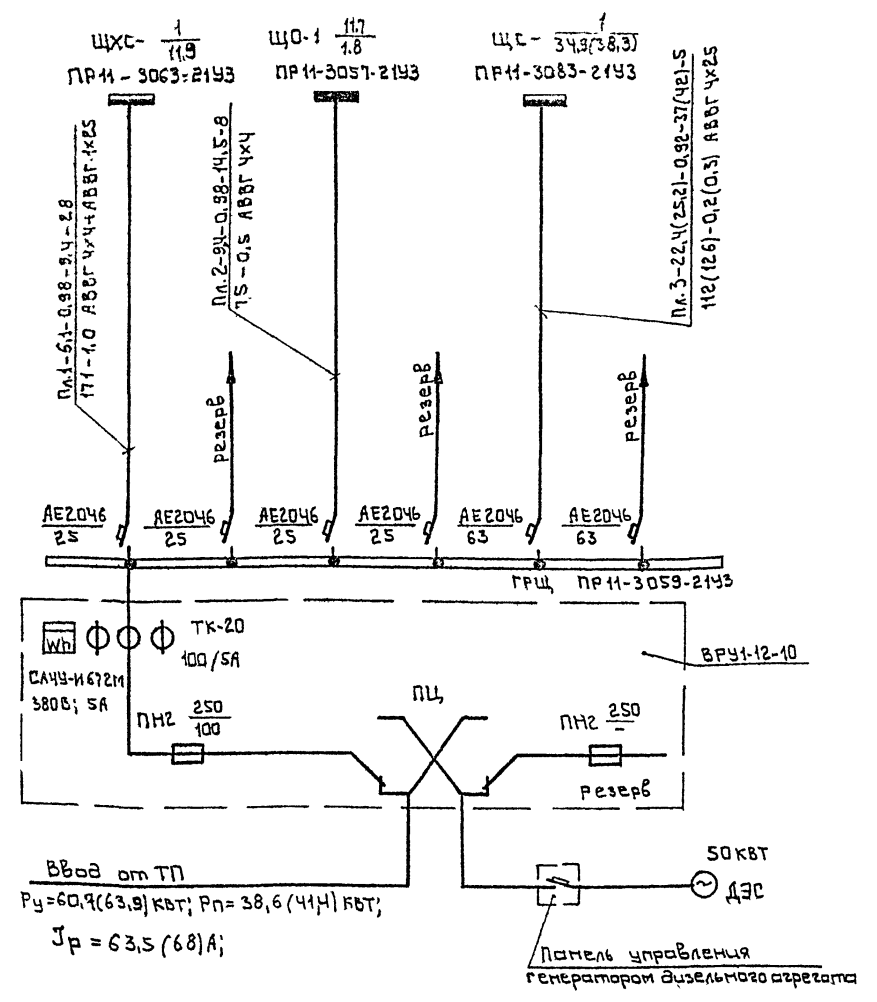 ЩХС- 1
11,9
ПР11-3063-21У3
ЩО-1 11.7
1.8
ПР11-3057-21У3
ЩС- 1
34,9(38,3)
ПР11-3083-21У3
Пл.1-6,1-0,98-9,4-28
171-1,0 АВВГ 4х4+АВВГ-1х25
Пл.2-9,4-0,98-14,5-8
7,5-0,5 АВВГ 4х4
Пл.3-22,4(25,2)-0,92-37(42)-5
112(126)-0,2(0,3) АВВГ 4х25
резерв
резерв
резерв
АЕ2046
25
АЕ2046
25
АЕ2046
25
АЕ2046
25
АЕ2046
63
АЕ2046
63
ГРЩ ПР11-3059-21У3
Wh
ТК-20
100/5А
САЧУ-И672М
380В; 5А
ВРУ1-12-10
ПН2 250
100
ПЦ
ПН2 250
–
резерв
Ввод от ТП
Ру=60,7(63,9) кВт; Рп=38,6(41,4) кВт;
Jр = 63,5(68)А;
50 кВт
~
ДЭС
Панель управления
генератором дизельного агрегата